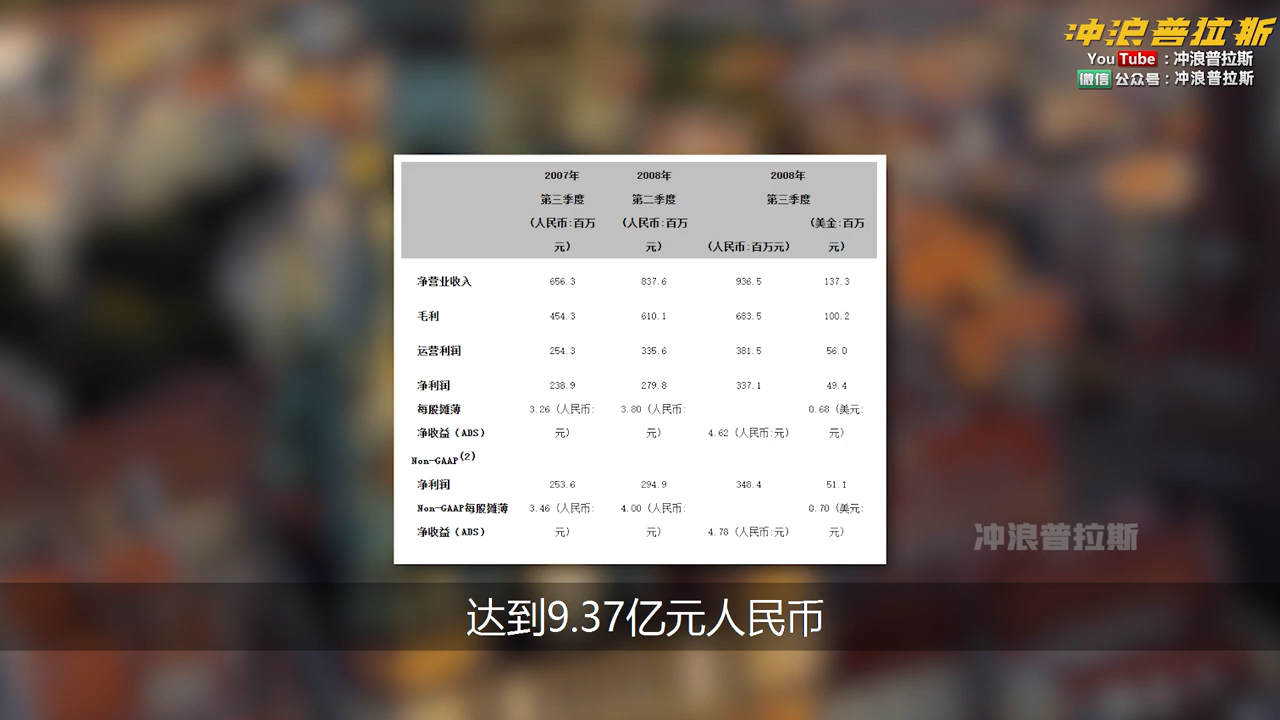 冲浪普拉斯
YouTube：冲浪普拉斯
微信公众号：冲浪普拉斯
2007年 2008年 2008年
第三季度 第二季度 第三季度
(人民币:百万 (人民币:百万 (美金:百万
元) 元) (人民币:百万元) 元)
净营业收入 656.3 837.6 936.5 137.3
毛利 454.3 610.1 683.5 100.2
运营利润 254.3 335.6 381.5 56.0
净利润 238.9 279.8 337.1 49.4
每股摊薄 3.26 (人民币: 3.80 (人民币: 0.68 (美元:
净收益(ADS) 元) 元) 4.62 (人民币:元) 元)
Non-GAAP(2)
净利润 253.6 294.9 348.4 51.1
Non-GAAP每股摊薄 3.46 (人民币: 4.00 (人民币: 0.70 (美元:
净收益(ADS) 元) 元) 4.78 (人民币:元) 元)
冲浪普拉斯
达到9.37亿元人民币